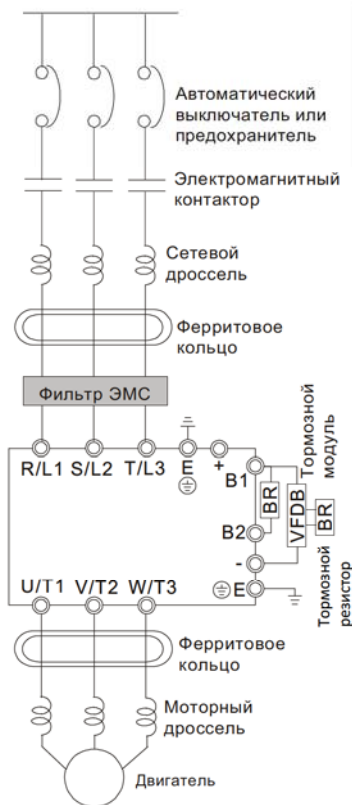 Автоматический
выключатель или
предохранитель
Электромагнитный
контактор
Сетевой
дроссель
Ферритовое
кольцо
Фильтр ЭМС
R/L1 S/L2 T/L3 E +
B1
BR
VFDB
Тормозной
модуль
BR
Тормозной
резистор
B2
-
E
U/T1 V/T2 W/T3
Ферритовое
кольцо
Моторный
дроссель
Двигатель